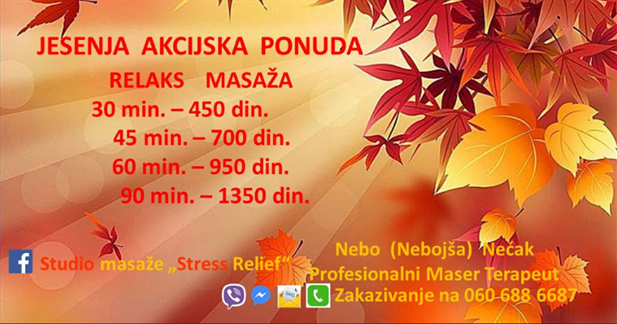 JESENJA AKCIJSKA PONUDA
RELAKS MASAŽA
30 min. – 450 din.
45 min. – 700 din.
60 min. – 950 din.
90 min. – 1350 din.
Studio masaže „Stress Relief“
Nebo (Nebojša) Nećak
Profesionalni Maser Terapeut
Zakazivanje na 060 688 6687